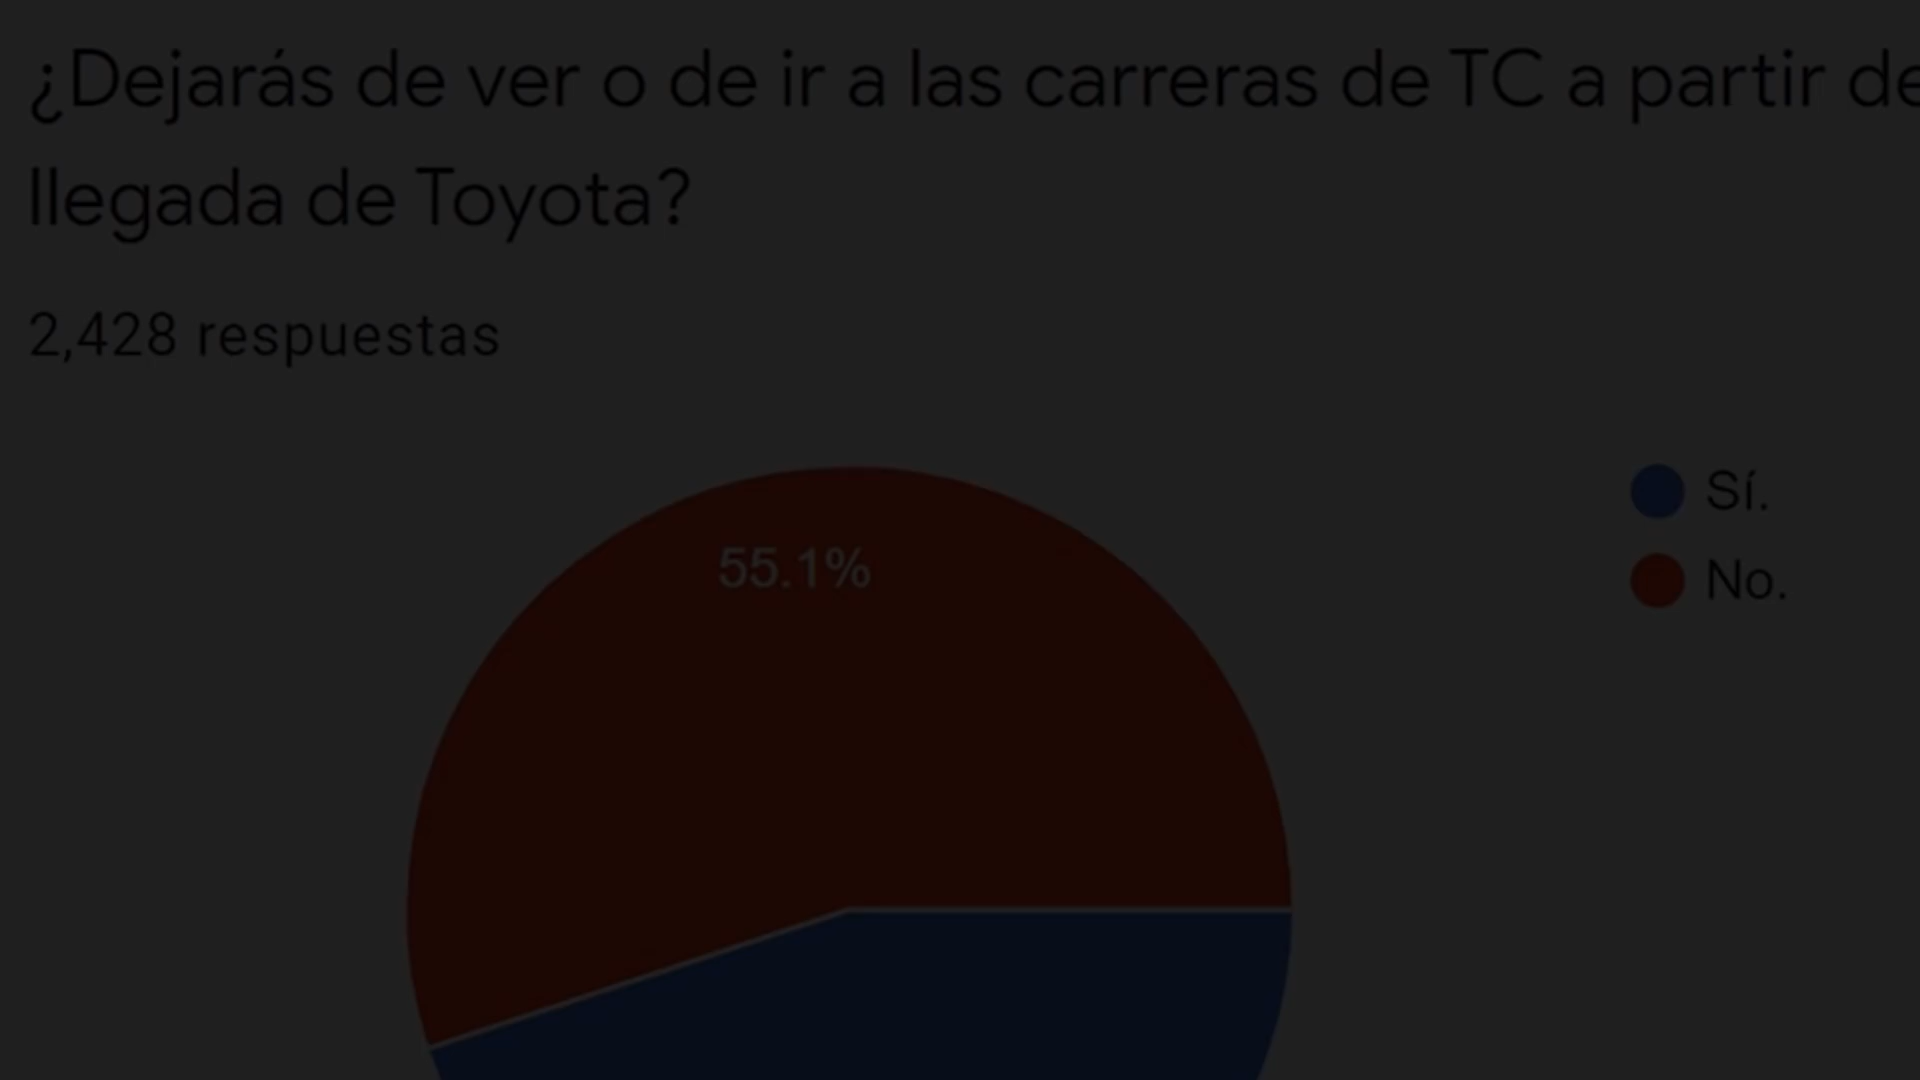 ¿Dejarás de ver o de ir a las carreras de TC a partir de
llegada de Toyota?
2,428 respuestas
55.1%
Sí.
No.